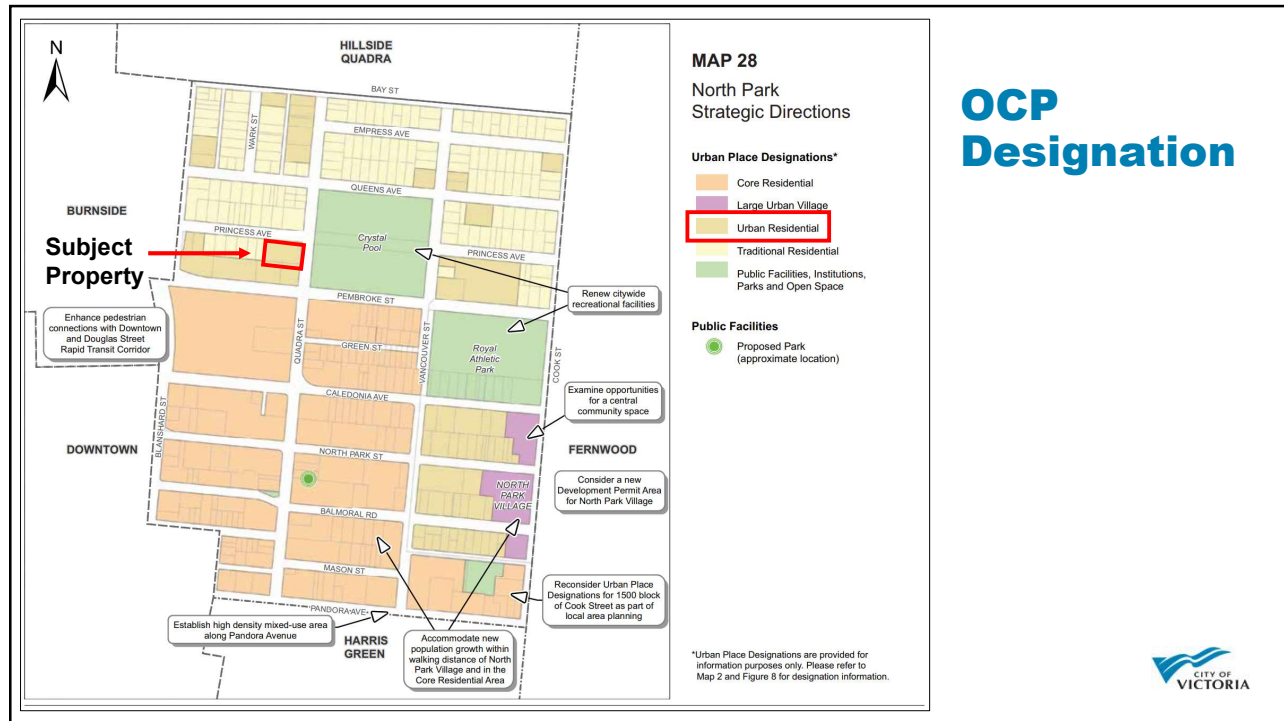 N
HILLSIDE
QUADRA
BAY ST
WARK ST
EMPRESS AVE
QUEENS AVE
BURNSIDE
PRINCESS AVE
Crystal
Pool
PRINCESS AVE
Subject
Property
PEMBROKE ST
Renew citywide
recreational facilities
Enhance pedestrian
connections with Downtown
and Douglas Street
Rapid Transit Corridor
QUADRA ST
GREEN ST
VANCOUVER ST
Royal
Athletic
Park
COOK ST
CALEDONIA AVE
Examine opportunities
for a central
community space
BLANSHARD ST
DOWNTOWN
NORTH PARK ST
FERNWOOD
Consider a new
Development Permit Area
for North Park Village
NORTH
PARK
VILLAGE
BALMORAL RD
MASON ST
Reconsider Urban Place
Designations for 1500 block
of Cook Street as part of
local area planning
PANDORA AVE
Establish high density mixed-use area
along Pandora Avenue
HARRIS
GREEN
Accommodate new
population growth within
walking distance of North
Park Village and in the
Core Residential Area
MAP 28
North Park
Strategic Directions
Urban Place Designations*
Core Residential
Large Urban Village
Urban Residential
Traditional Residential
Public Facilities, Institutions,
Parks and Open Space
Public Facilities
Proposed Park
(approximate location)
*Urban Place Designations are provided for
information purposes only. Please refer to
Map 2 and Figure 8 for designation information.
OCP
Designation
CITY OF
VICTORIA